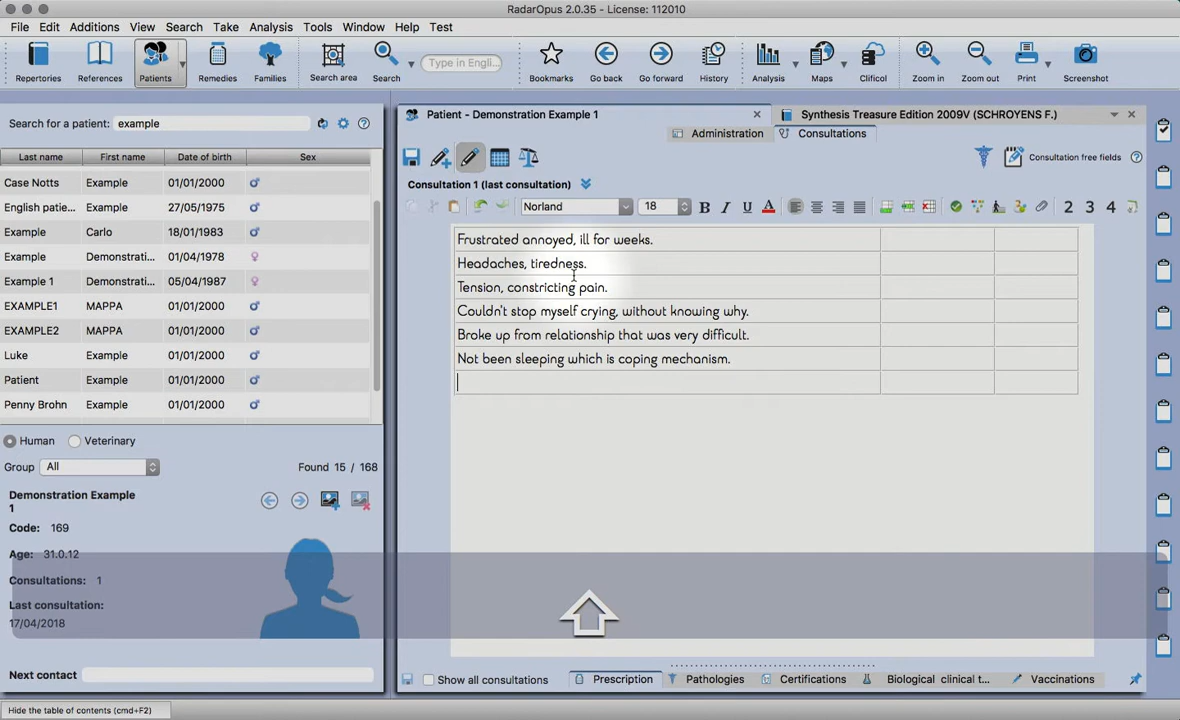 RadarOpus 2.0.35 - License: 112010
File Edit Additions View Search Take Analysis Tools Window Help Test
Repertories References Patients Remedies Families Search area Search Type in Engli... Bookmarks Go back Go forward History Analysis Maps Clificol Zoom in Zoom out Print Screenshot
Search for a patient: example
Last name First name Date of birth Sex
Case Notts Example 01/01/2000
English patie... Example 27/05/1975
Example Carlo 18/01/1983
Example Demonstrati... 01/04/1978
Example 1 Demonstrati... 05/04/1987
EXAMPLE1 MAPPA 01/01/2000
EXAMPLE2 MAPPA 01/01/2000
Luke Example 01/01/2000
Patient Example 01/01/2000
Penny Brohn Example 01/01/2000
Human Veterinary
Group All Found 15 / 168
Demonstration Example
1
Code: 169
Age: 31.0.12
Consultations: 1
Last consultation:
17/04/2018
Next contact
Hide the table of contents (cmd+F2)
Patient - Demonstration Example 1
Synthesis Treasure Edition 2009V (SCHROYENS F.)
Administration Consultations
Consultation free fields
Consultation 1 (last consultation)
Norland 18 B I U A 2 3 4
Frustrated annoyed, ill for weeks.
Headaches, tiredness.
Tension, constricting pain.
Couldn't stop myself crying, without knowing why.
Broke up from relationship that was very difficult.
Not been sleeping which is coping mechanism.
Show all consultations Prescription Pathologies Certifications Biological clinical t... Vaccinations